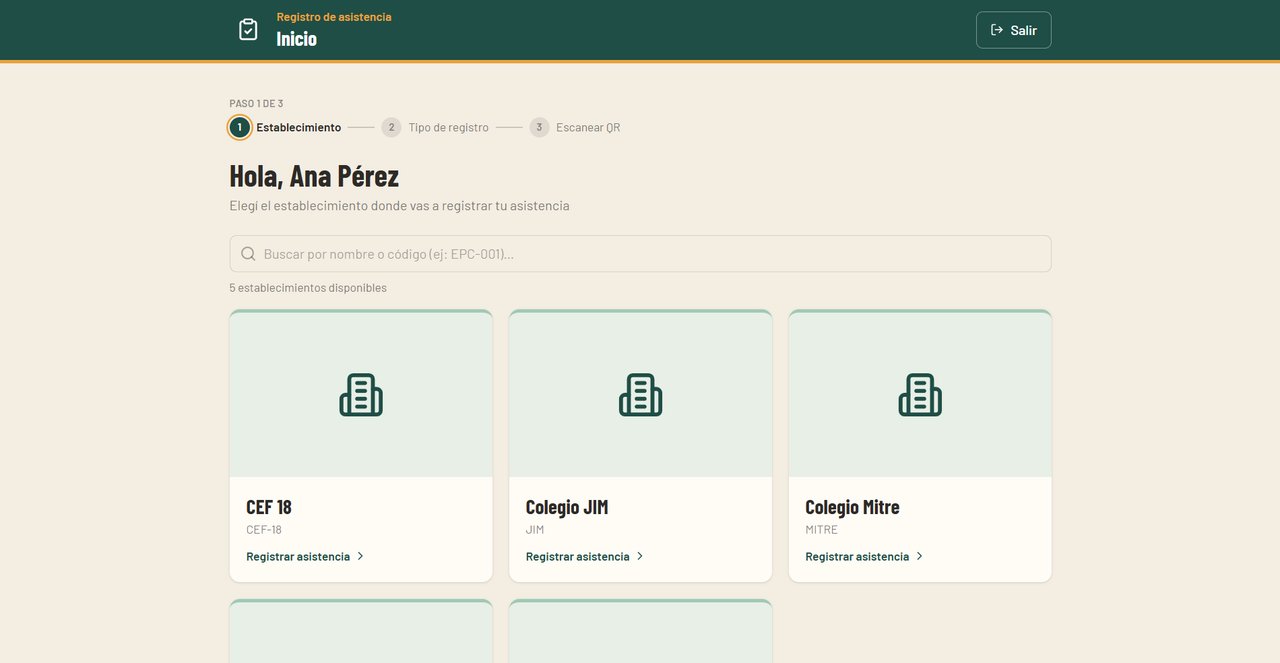 Registro de asistencia
Inicio
Salir
PASO 1 DE 3
1 Establecimiento 2 Tipo de registro 3 Escanear QR
Hola, Ana Pérez
Elegí el establecimiento donde vas a registrar tu asistencia
Buscar por nombre o código (ej: EPC-001)...
5 establecimientos disponibles
CEF 18
CEF-18
Registrar asistencia
Colegio JIM
JIM
Registrar asistencia
Colegio Mitre
MITRE
Registrar asistencia